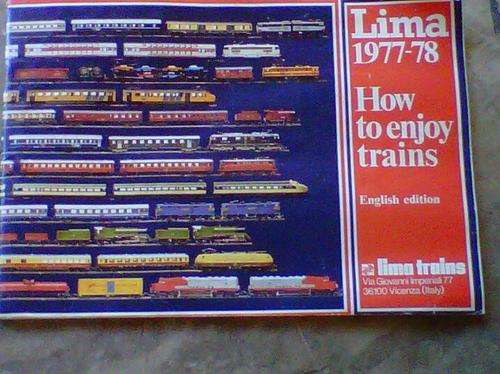 Lima
1977-78
How
to enjoy
trains
English edition
lima trains
Via Giovanni Imperiali 77
36100 Vicenza (Italy)